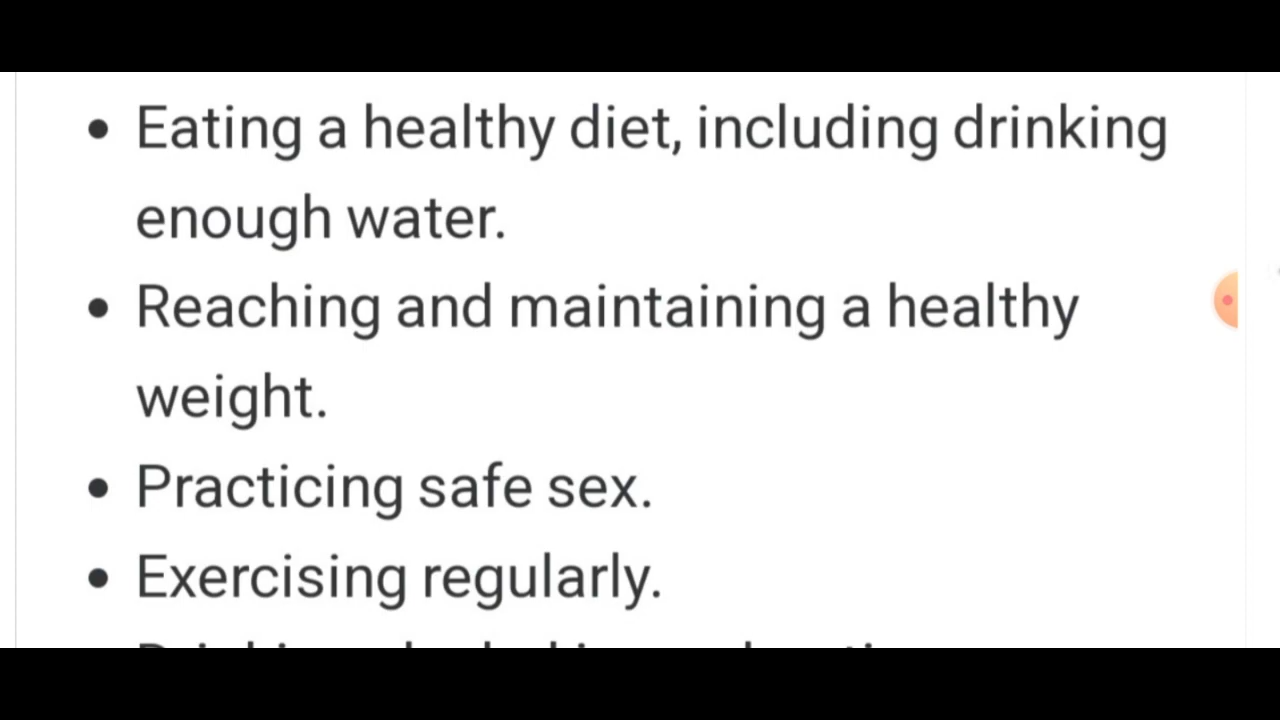 • Eating a healthy diet, including drinking
enough water.
• Reaching and maintaining a healthy
weight.
• Practicing safe sex.
• Exercising regularly.